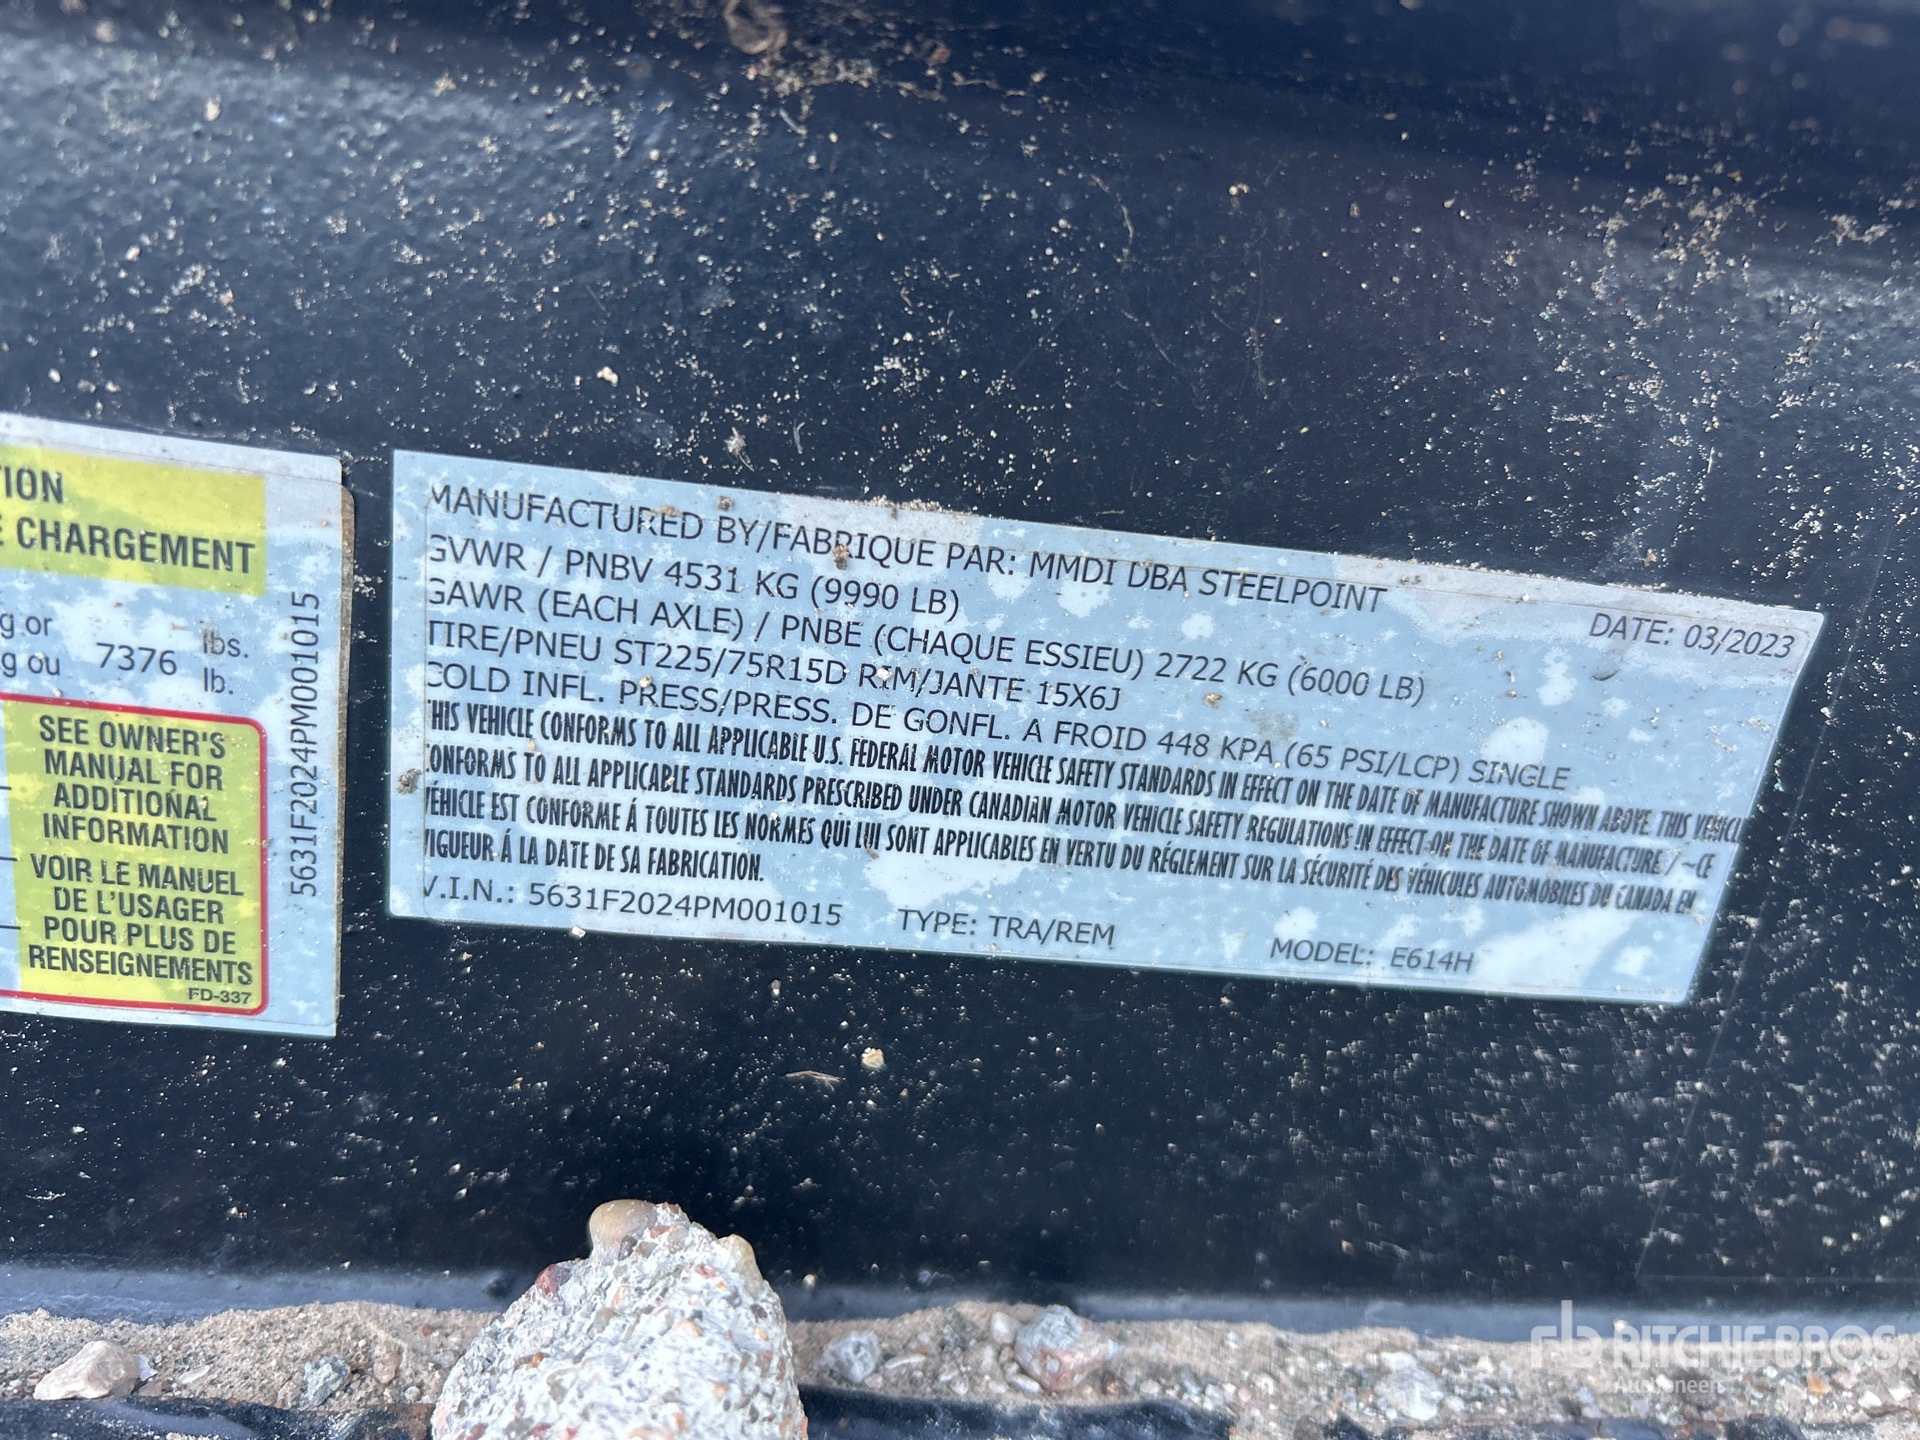 TION
E CHARGEMENT
g or
g ou
7376
lbs.
lb.
SEE OWNER'S
MANUAL FOR
ADDITIONAL
INFORMATION
VOIR LE MANUEL
DE L'USAGER
POUR PLUS DE
RENSEIGNEMENTS
FD-337
5631F2024PM001015
MANUFACTURED BY/FABRIQUE PAR: MMDI DBA STEELPOINT
DATE: 03/2023
GVWR / PNBV 4531 KG (9990 LB)
GAWR (EACH AXLE) / PNBE (CHAQUE ESSIEU) 2722 KG (6000 LB)
TIRE/PNEU ST225/75R15D RIM/JANTE 15X6J
COLD INFL. PRESS/PRESS. DE GONFL. A FROID 448 KPA (65 PSI/LCP) SINGLE
THIS VEHICLE CONFORMS TO ALL APPLICABLE U.S. FEDERAL MOTOR VEHICLE SAFETY STANDARDS IN EFFECT ON THE DATE OF MANUFACTURE SHOWN ABOVE. THIS VEHICLE
CONFORMS TO ALL APPLICABLE STANDARDS PRESCRIBED UNDER CANADIAN MOTOR VEHICLE SAFETY REGULATIONS IN EFFECT ON THE DATE OF MANUFACTURE / ~CE
VÉHICLE EST CONFORME Á TOUTES LES NORMES QUI LUI SONT APPLICABLES EN VERTU DU RÉGLEMENT SUR LA SÉCURITÉ DES VÉHICULES AUTOMOBILES DU CANADA EN
VIGUEUR Á LA DATE DE SA FABRICATION.
V.I.N.: 5631F2024PM001015 TYPE: TRA/REM MODEL: E614H
rb RITCHIE BROS.
Auctioneers